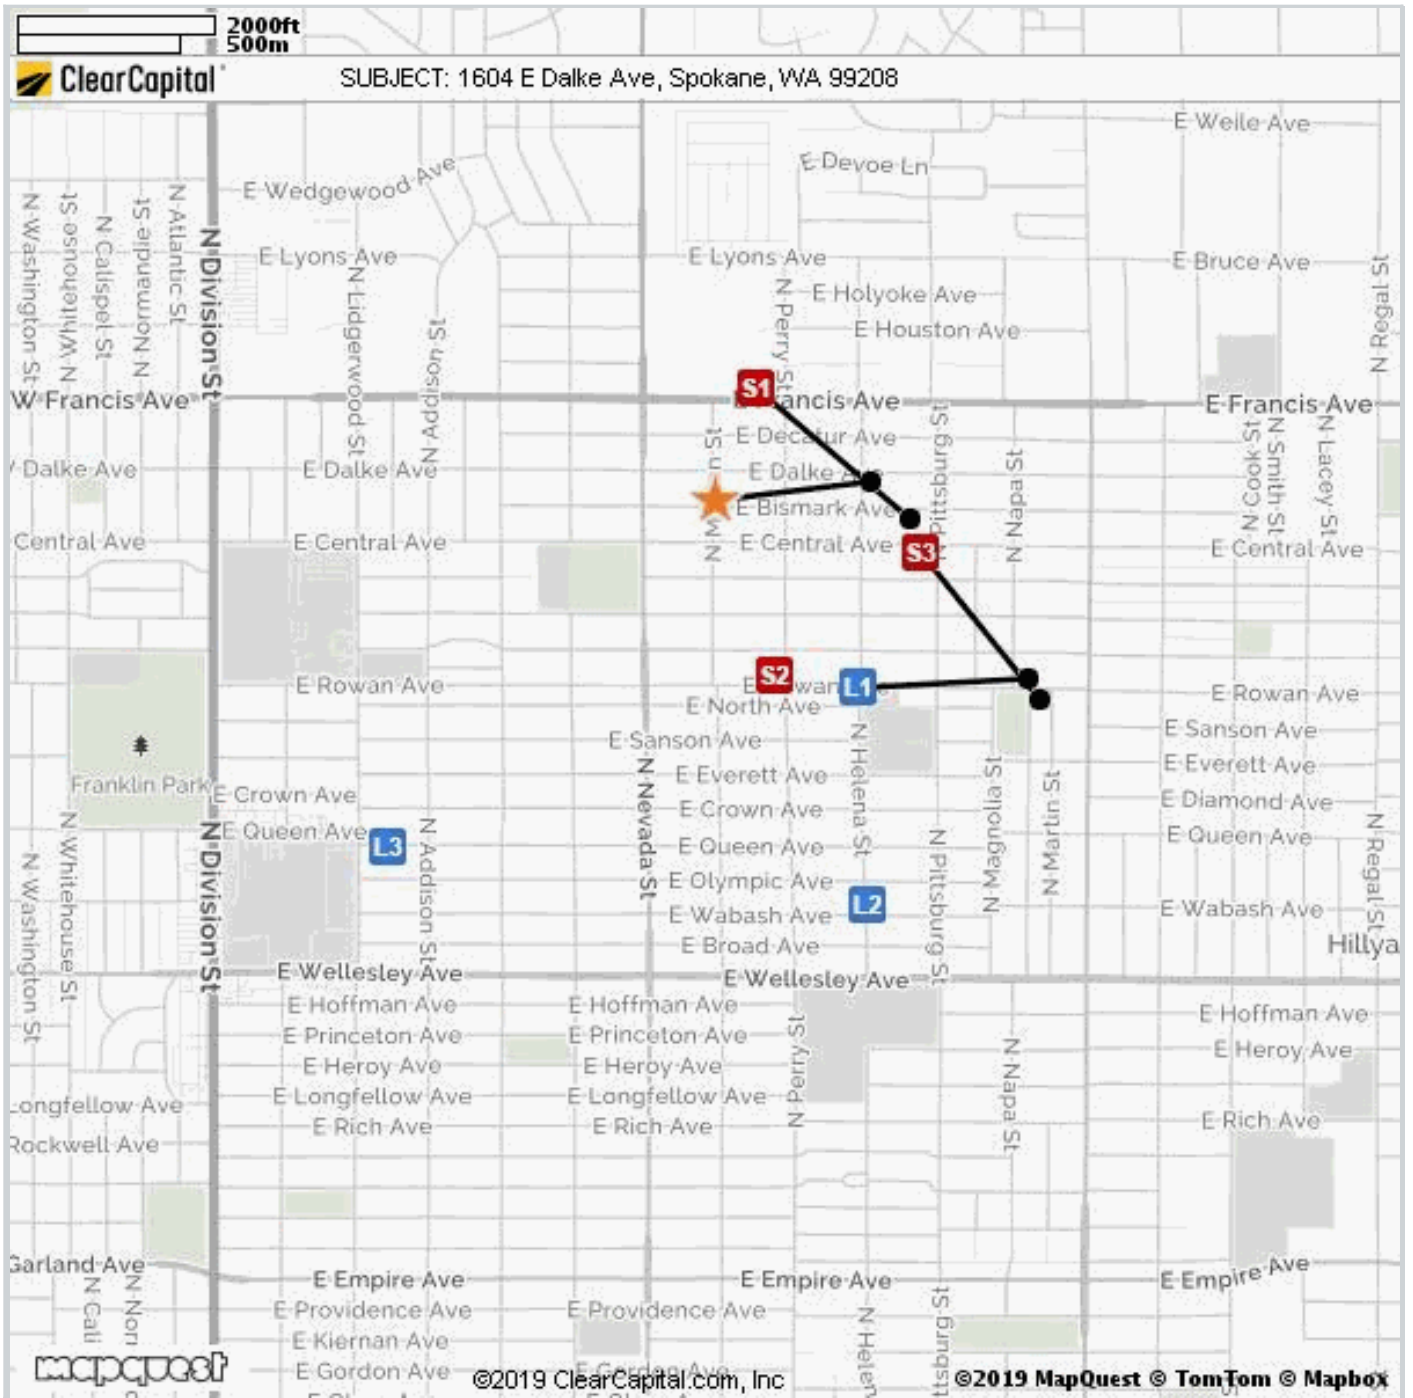 2000ft
500m
ClearCapital
SUBJECT: 1604 E Dalke Ave, Spokane, WA 99208
E Weile Ave
E Devoe Ln
E Wedgewood Ave
N Washington St
N Whitehouse St
N Calispel St
N Normandie St
N Atlantic St
N Division St
E Lyons Ave
E Lyons Ave
E Bruce Ave
N Regal St
N Lidgerwood St
N Addison St
N Perry St
E Holyoke Ave
E Houston Ave
S1
W Francis Ave
ancis Ave
E Francis Ave
E Decatur Ave
N Pittsburg St
N Cook St
N Smith St
N Lacey St
Dalke Ave
E Dalke Ave
E Dalke Ave
N Napa St
E Bismark Ave
Central Ave
E Central Ave
E Central Ave
S3
E Central Ave
S2
L1
E Rowan Ave
E Rowan Ave
E North Ave
E Sanson Ave
E Sanson Ave
N Helena St
E Everett Ave
E Everett Ave
Franklin Park
E Crown Ave
N Nevada St
E Crown Ave
N Magnolia St
N Martin St
E Diamond Ave
E Queen Ave
L3
E Queen Ave
E Queen Ave
N Washington St
N Whitehouse St
N Division St
N Addison St
E Olympic Ave
L2
N Pittsburg St
N Regal St
E Wabash Ave
E Wabash Ave
E Broad Ave
Hillya
E Wellesley Ave
E Wellesley Ave
E Hoffman Ave
E Hoffman Ave
E Hoffman Ave
E Princeton Ave
E Princeton Ave
N Perry St
N Napa St
E Heroy Ave
E Heroy Ave
E Heroy Ave
Longfellow Ave
E Longfellow Ave
E Longfellow Ave
E Rich Ave
E Rich Ave
E Rich Ave
Rockwell Ave
Garland Ave
E Empire Ave
E Empire Ave
E Empire Ave
N Cali
N Nori
E Providence Ave
E Providence Ave
N Helen
ttsburg St
E Kiernan Ave
E Gordon Ave
E Gordon Ave
mapquest
©2019 ClearCapital.com, Inc
©2019 MapQuest © TomTom © Mapbox